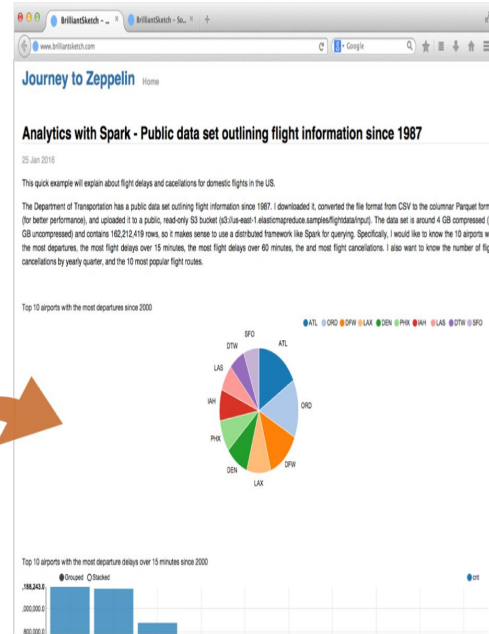 BrilliantSketch - ... × BrilliantSketch - So... × +
www.brilliantsketch.com Google
Journey to Zeppelin Home
Analytics with Spark - Public data set outlining flight information since 1987
25 Jan 2016
This quick example will explain about flight delays and cacellations for domestic flights in the US.
The Department of Transportation has a public data set outlining flight information since 1987. I downloaded it, converted the file format from CSV to the columnar Parquet form
(for better performance), and uploaded it to a public, read-only S3 bucket (s3://us-east-1.elasticmapreduce.samples/flightdata/input). The data set is around 4 GB compressed (
GB uncompressed) and contains 162,212,419 rows, so it makes sense to use a distributed framework like Spark for querying. Specifically, I would like to know the 10 airports w
the most departures, the most flight delays over 15 minutes, the most flight delays over 60 minutes, the and most flight cancellations. I also want to know the number of flig
cancellations by yearly quarter, and the 10 most popular flight routes.
Top 10 airports with the most departures since 2000
ATL ORD DFW LAX DEN PHX IAH LAS DTW SFO
SFO
DTW ATL
LAS
IAH ORD
PHX
DEN DFW
LAX
Top 10 airports with the most departure delays over 15 minutes since 2000
Grouped Stacked cnt
,188,243.0
,000,000.0
800,000.0